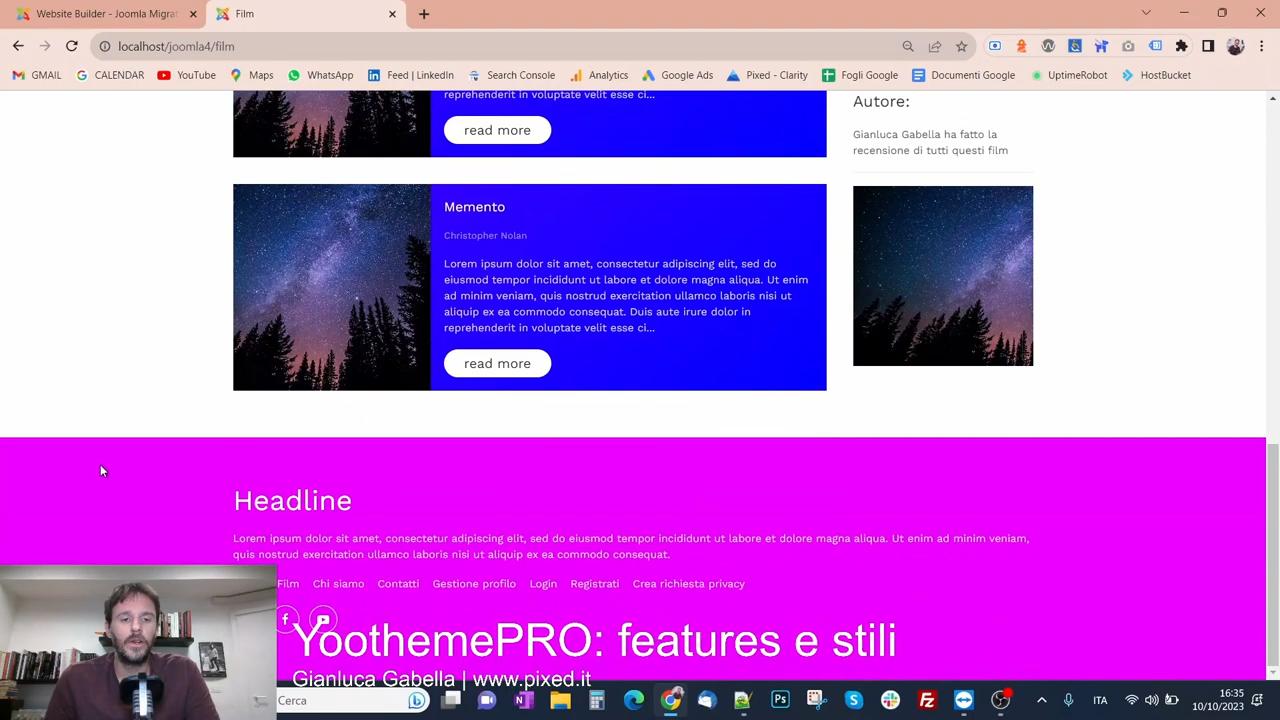 Website Builder - Joomla Migrat
Film
localhost/joomla4/film
GMAIL
CALENDAR
YouTube
Maps
WhatsApp
Feed | LinkedIn
Search Console
Analytics
Google Ads
Pixed - Clarity
Fogli Google
Documenti Google
UptimeRobot
HostBucket
reprehenderit in voluptate velit esse ci...
read more
Autore:
Gianluca Gabella ha fatto la
recensione di tutti questi film
Memento
Christopher Nolan
Lorem ipsum dolor sit amet, consectetur adipiscing elit, sed do
eiusmod tempor incididunt ut labore et dolore magna aliqua. Ut enim
ad minim veniam, quis nostrud exercitation ullamco laboris nisi ut
aliquip ex ea commodo consequat. Duis aute irure dolor in
reprehenderit in voluptate velit esse ci...
read more
Headline
Lorem ipsum dolor sit amet, consectetur adipiscing elit, sed do eiusmod tempor incididunt ut labore et dolore magna aliqua. Ut enim ad minim veniam,
quis nostrud exercitation ullamco laboris nisi ut aliquip ex ea commodo consequat.
Film Chi siamo Contatti Gestione profilo Login Registrati Crea richiesta privacy
YoothemePRO: features e stili
Gianluca Gabella | www.pixed.it
Cerca
ITA
16:35
10/10/2023